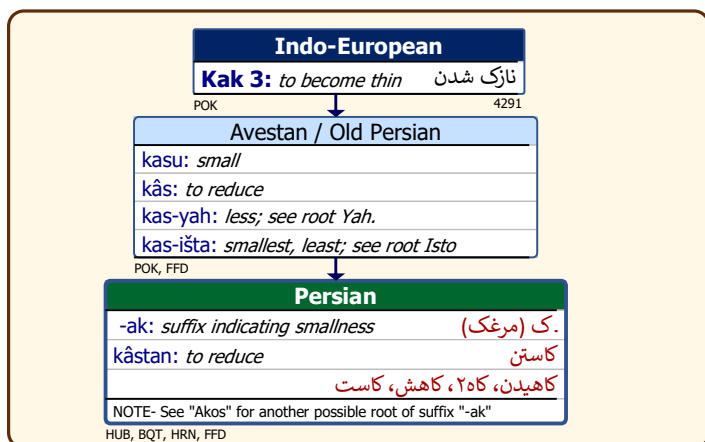 Indo-European
Kak 3: to become thin نازک شدن
POK 4291
Avestan / Old Persian
kasu: small
kâs: to reduce
kas-yah: less; see root Yah.
kas-išta: smallest, least; see root Isto
POK, FFD
Persian
-ak: suffix indicating smallness .ک (مرغک)
kâstan: to reduce کاستن
کاهیدن، کاه۲، کاهش، کاست
NOTE- See "Akos" for another possible root of suffix "-ak"
HUB, BQT, HRN, FFD